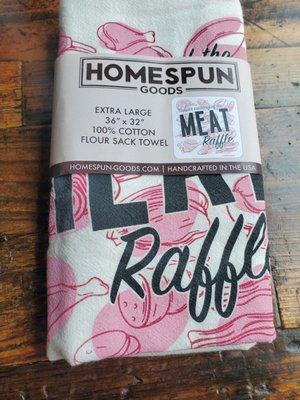 the
HOMESPUN
GOODS
EXTRA LARGE
36" x 32"
100% COTTON
FLOUR SACK TOWEL
MEAT
Raffle
HOMESPUN-GOODS.COM | HANDCRAFTED IN THE USA
Raffle